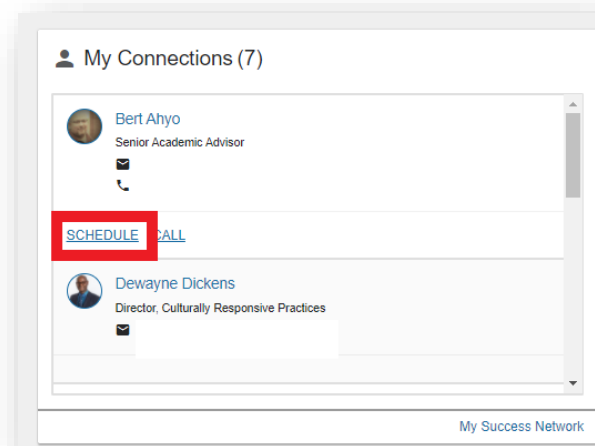 My Connections (7)
Bert Ahyo
Senior Academic Advisor
SCHEDULE CALL
Dewayne Dickens
Director, Culturally Responsive Practices
My Success Network